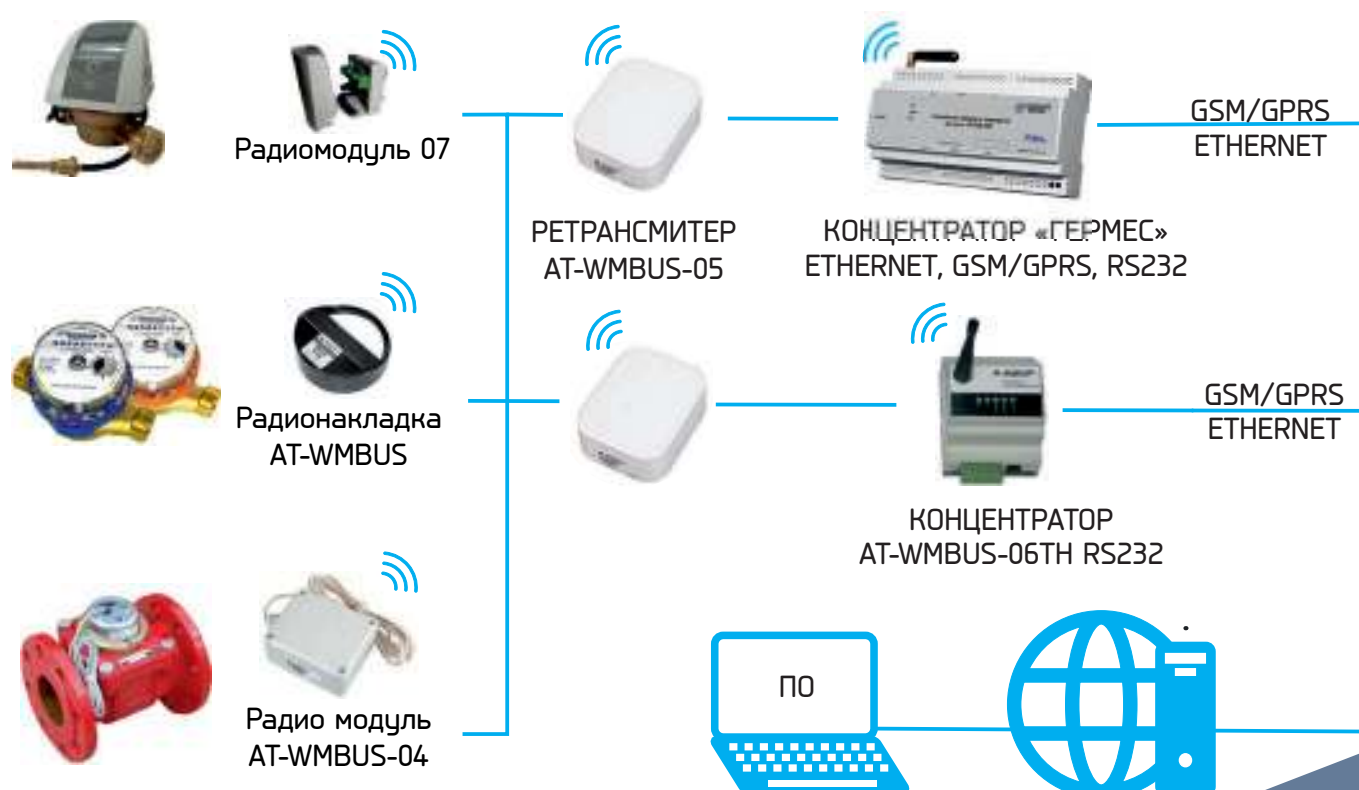 Радиомодуль 07
GSM/GPRS
ETHERNET
РЕТРАНСМИТЕР
AT-WMBUS-05
КОНЦЕНТРАТОР «ГЕРМЕС»
ETHERNET, GSM/GPRS, RS232
Радионакладка
AT-WMBUS
GSM/GPRS
ETHERNET
КОНЦЕНТРАТОР
AT-WMBUS-06TH RS232
Радио модуль
AT-WMBUS-04
ПО